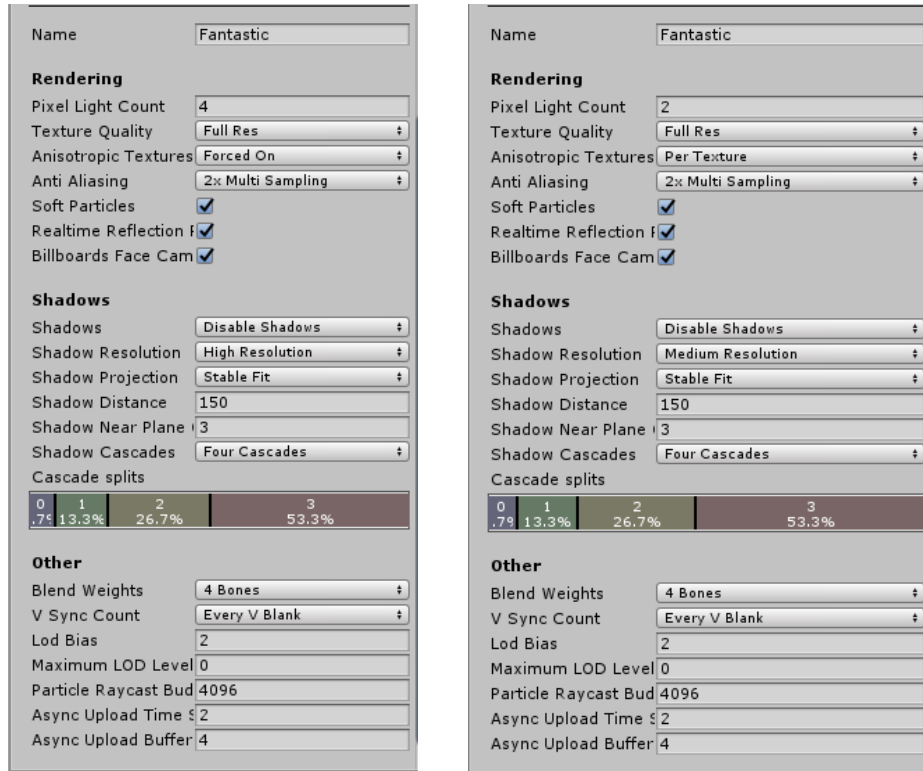 Name Fantastic
Rendering
Pixel Light Count 4
Texture Quality Full Res
Anisotropic Textures Forced On
Anti Aliasing 2x Multi Sampling
Soft Particles
Realtime Reflection
Billboards Face Cam
Shadows
Shadows Disable Shadows
Shadow Resolution High Resolution
Shadow Projection Stable Fit
Shadow Distance 150
Shadow Near Plane 3
Shadow Cascades Four Cascades
Cascade splits
0 1 2 3
.7% 13.3% 26.7% 53.3%
Other
Blend Weights 4 Bones
V Sync Count Every V Blank
Lod Bias 2
Maximum LOD Level 0
Particle Raycast Bud 4096
Async Upload Time S 2
Async Upload Buffer 4
Name Fantastic
Rendering
Pixel Light Count 2
Texture Quality Full Res
Anisotropic Textures Per Texture
Anti Aliasing 2x Multi Sampling
Soft Particles
Realtime Reflection
Billboards Face Cam
Shadows
Shadows Disable Shadows
Shadow Resolution Medium Resolution
Shadow Projection Stable Fit
Shadow Distance 150
Shadow Near Plane 3
Shadow Cascades Four Cascades
Cascade splits
0 1 2 3
.7% 13.3% 26.7% 53.3%
Other
Blend Weights 4 Bones
V Sync Count Every V Blank
Lod Bias 2
Maximum LOD Level 0
Particle Raycast Bud 4096
Async Upload Time S 2
Async Upload Buffer 4